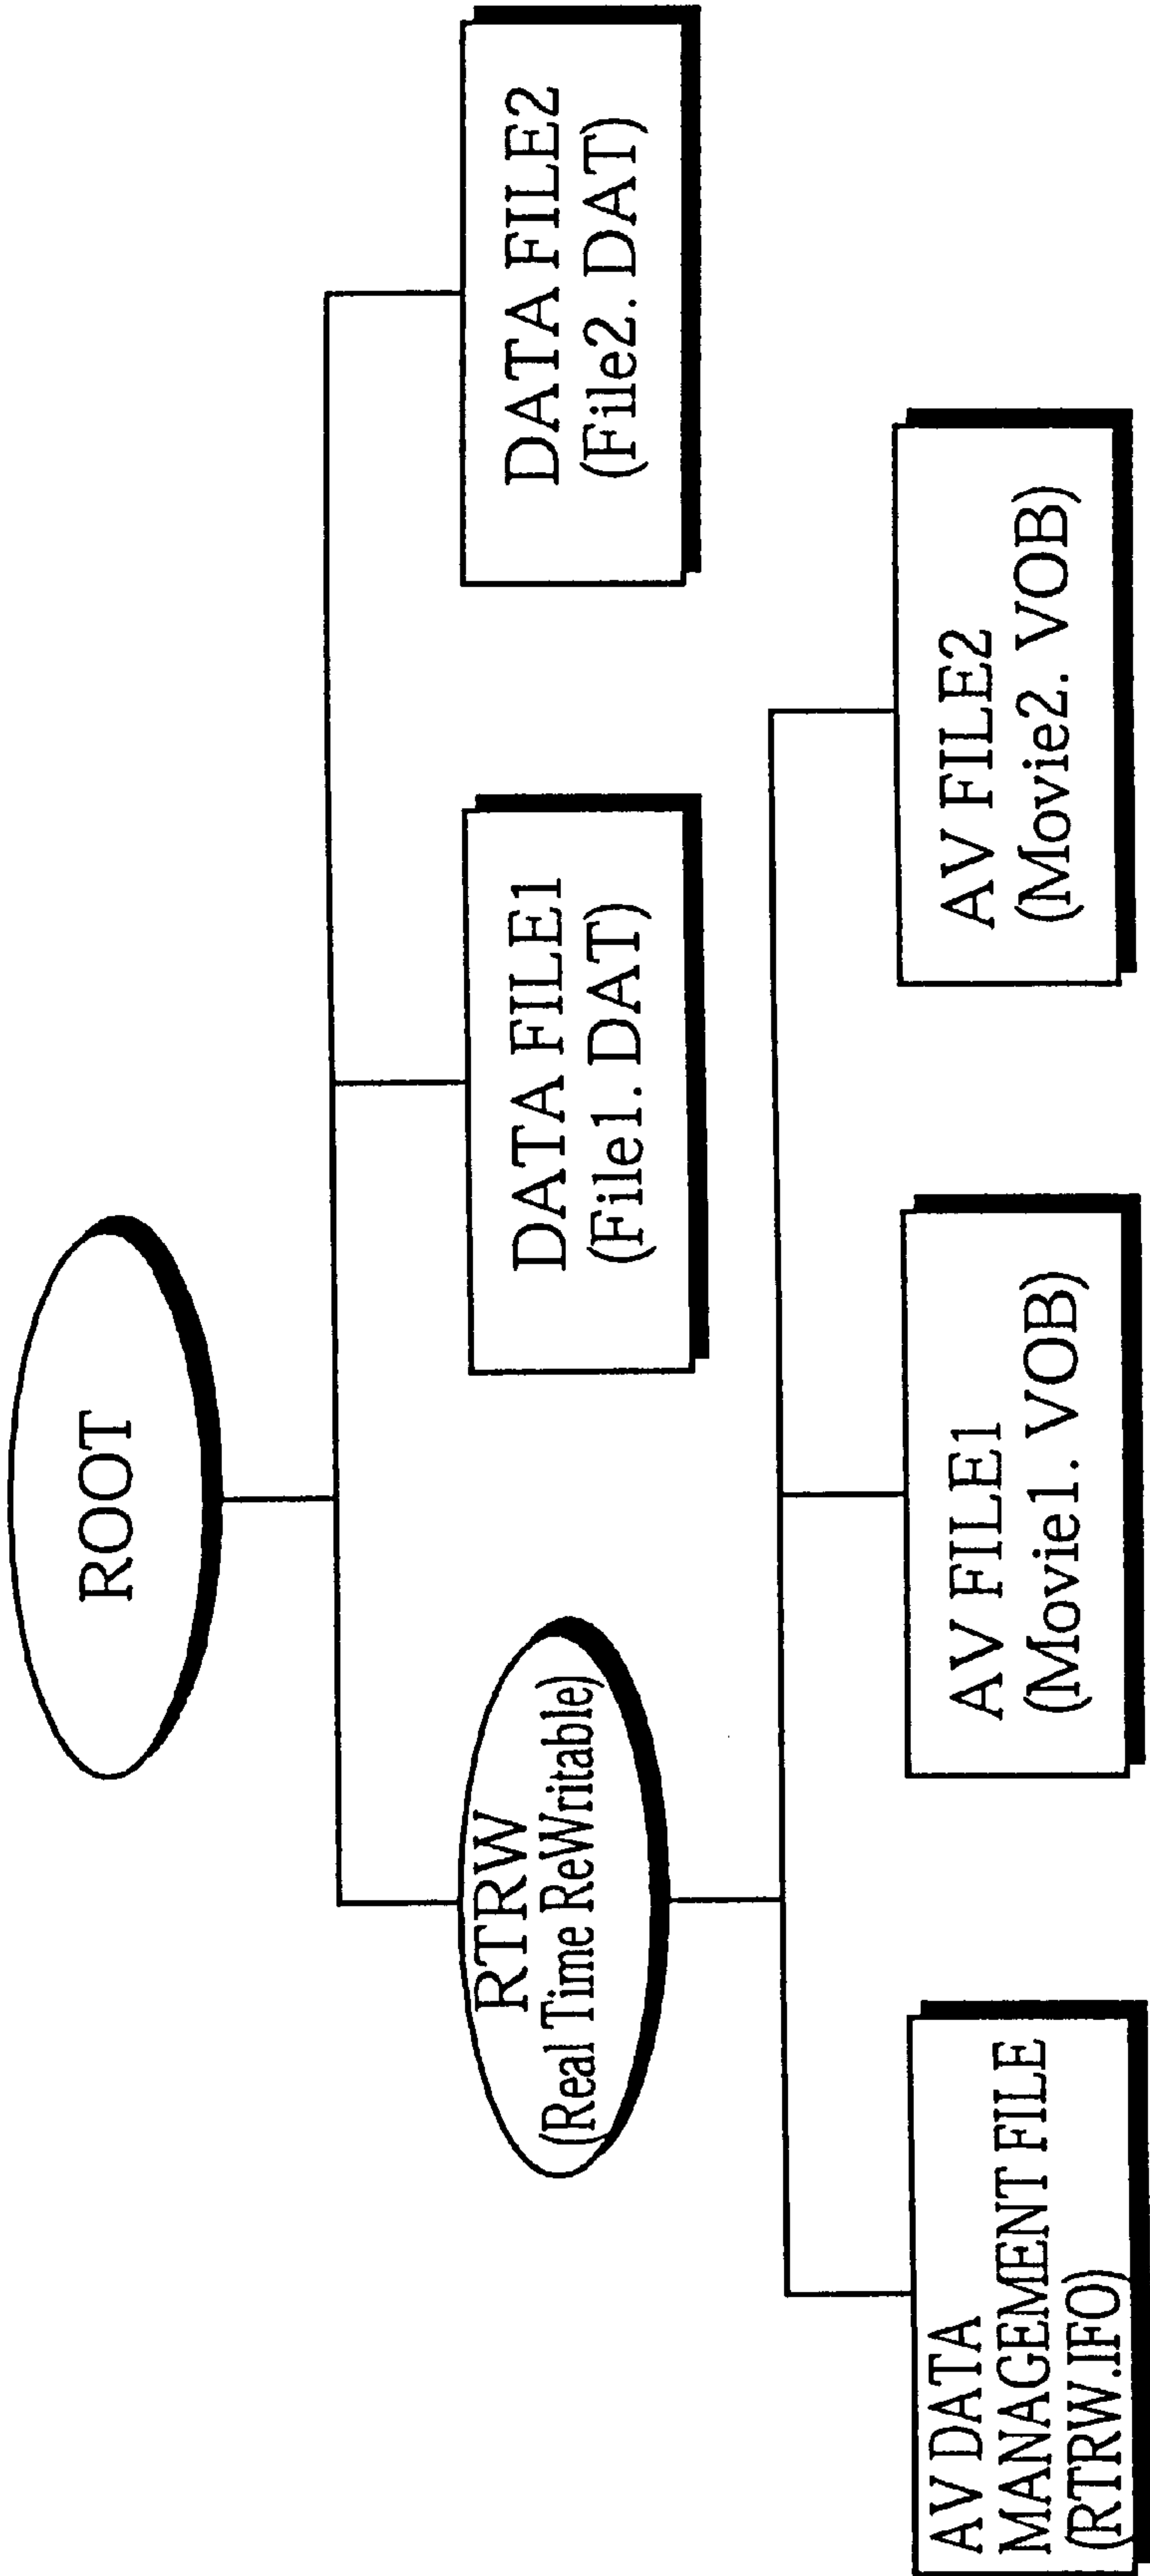 ROOT
RTRW
(Real Time ReWritable)
DATA FILE1
(File1. DAT)
DATA FILE2
(File2. DAT)
AV DATA
MANAGEMENT FILE
(RTRW.IFO)
AV FILE1
(Movie1. VOB)
AV FILE2
(Movie2. VOB)